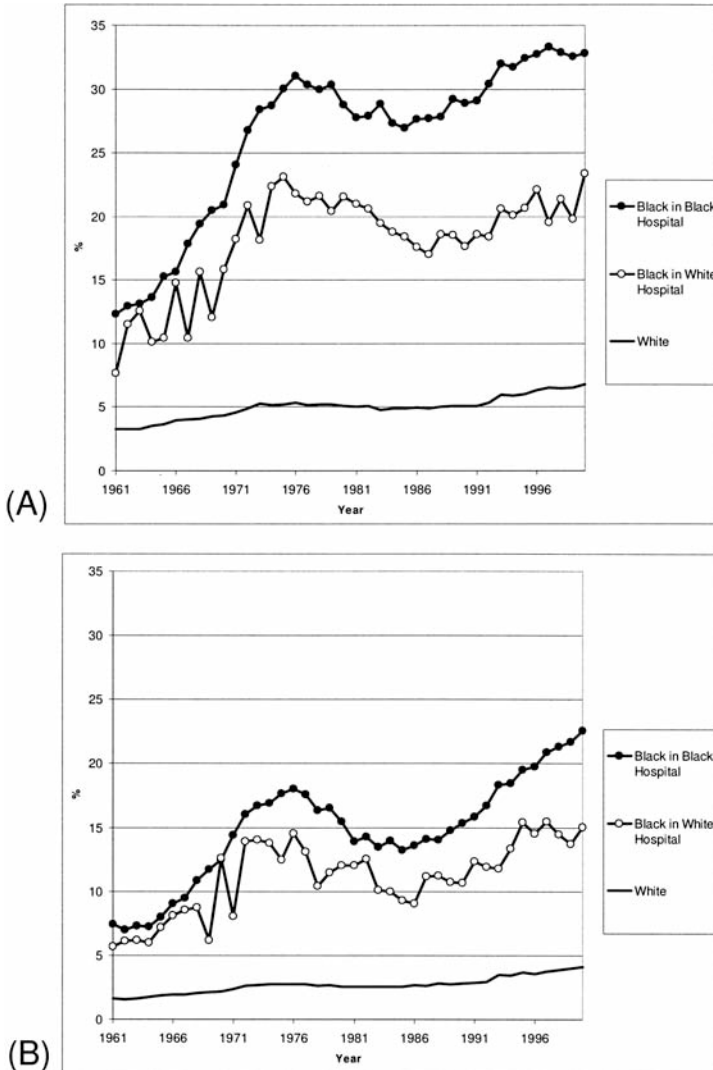 35
30
25
20
15
10
5
0
%
1961 1966 1971 1976 1981 1986 1991 1996
Year
Black in Black
Hospital
Black in White
Hospital
White
(A)
35
30
25
20
15
10
5
0
%
1961 1966 1971 1976 1981 1986 1991 1996
Year
Black in Black
Hospital
Black in White
Hospital
White
(B)